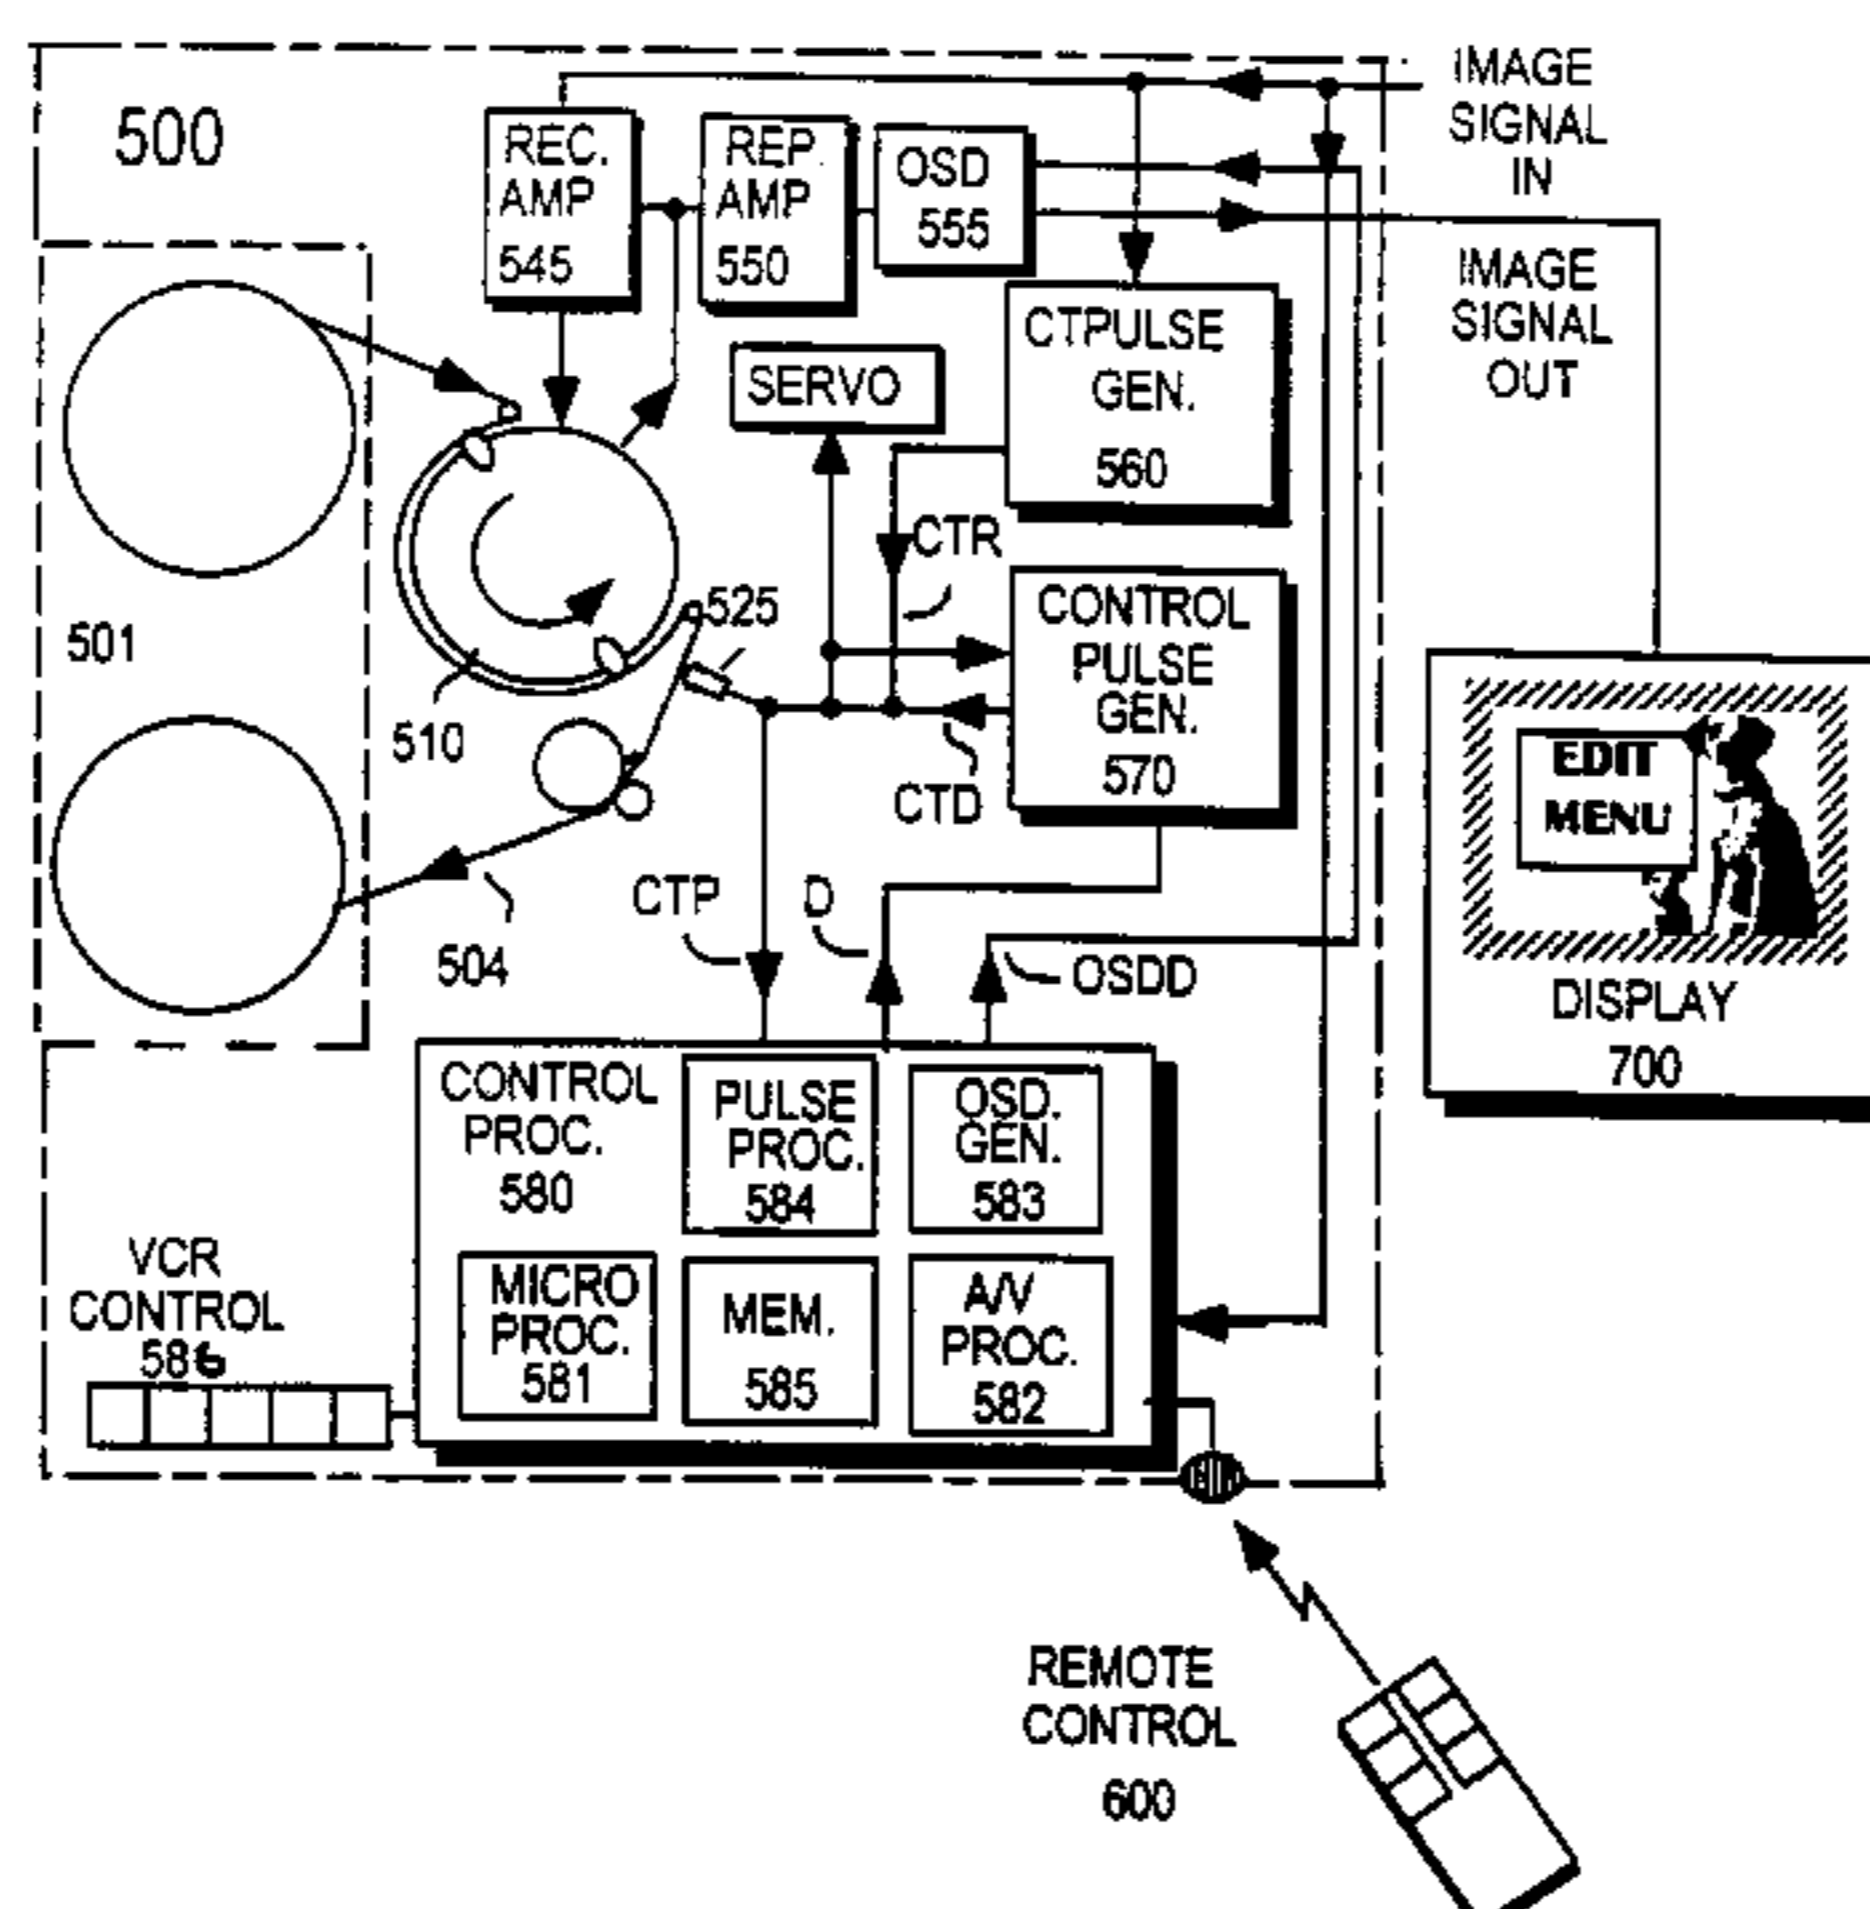 500
IMAGE
SIGNAL
IN
REC.
AMP
545
REP.
AMP
550
OSD
555
IMAGE
SIGNAL
OUT
CTPULSE
GEN.
560
SERVO
CTR
501
525
CONTROL
PULSE
GEN.
570
510
CTD
EDIT
MENU
CTP
D
504
OSDD
DISPLAY
700
CONTROL
PROC.
580
PULSE
PROC.
584
OSD.
GEN.
583
VCR
CONTROL
586
MICRO
PROC.
581
MEM.
585
A/V
PROC.
582
REMOTE
CONTROL
600